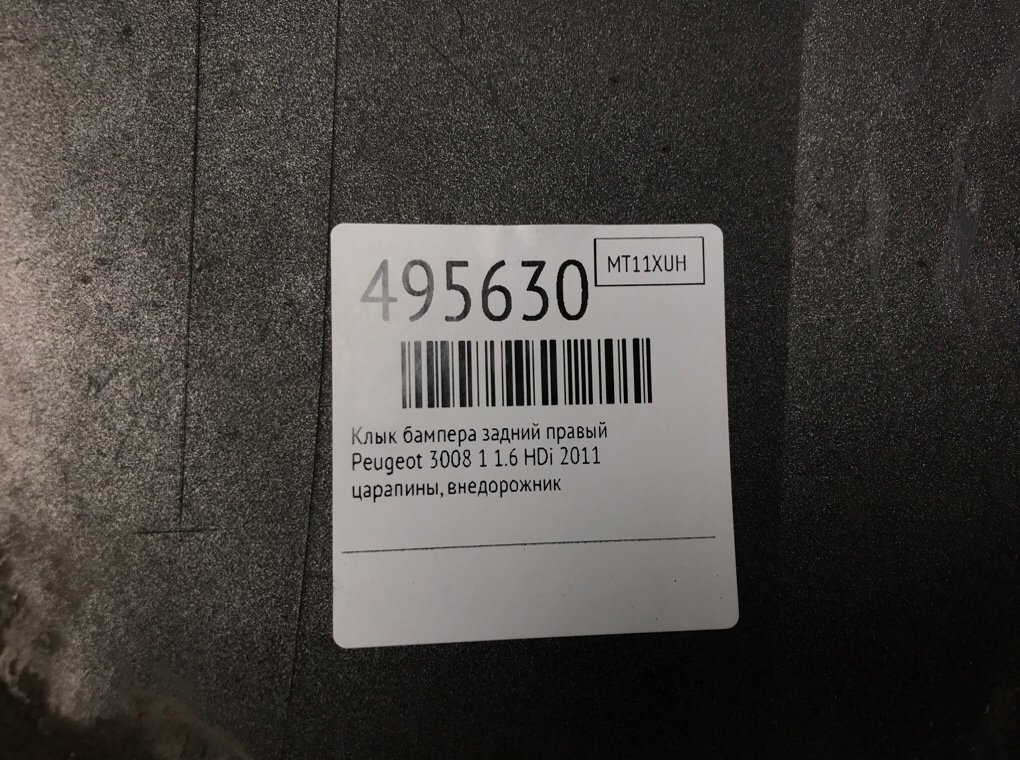 495630
MT11XUH
Клык бампера задний правый
Peugeot 3008 1 1.6 HDi 2011
царапины, внедорожник